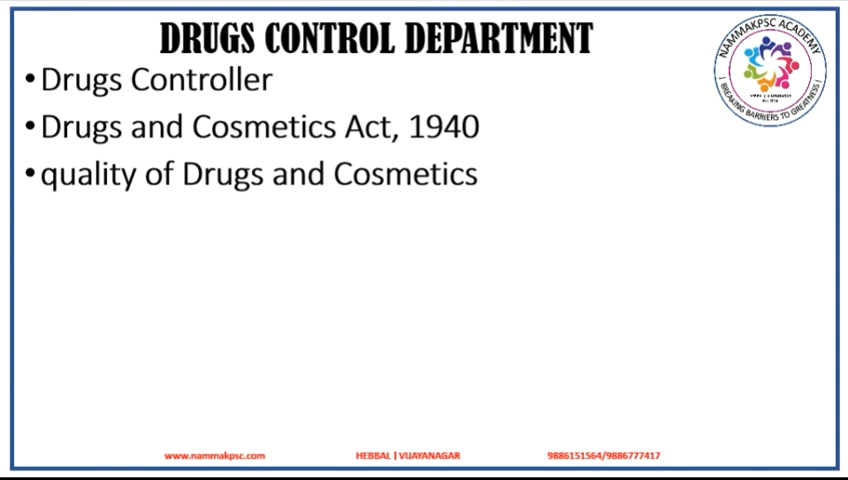 DRUGS CONTROL DEPARTMENT
• Drugs Controller
• Drugs and Cosmetics Act, 1940
• quality of Drugs and Cosmetics
NAMMAKPSC ACADEMY
| BREAKING BARRIERS TO GREATNESS |
www.nammakpsc.com HEBBAL | VIJAYANAGAR 9886151564/9886777417